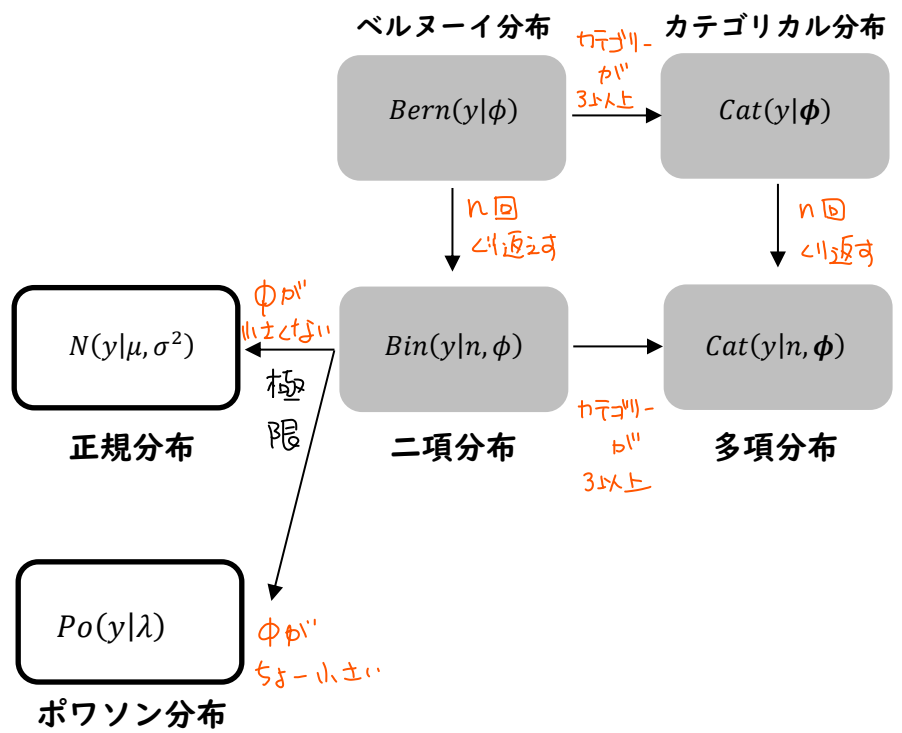 ベルヌーイ分布
カテゴリカル分布
カテゴリー
が
3つ以上
Bern(y|ϕ)
Cat(y|𝝓)
n回
くり返えす
n回
くり返す
ϕが
小さくない
N(y|μ, σ²)
Bin(y|n, ϕ)
Cat(y|n, 𝝓)
極
限
カテゴリー
が
3つ以上
正規分布
二項分布
多項分布
Po(y|λ)
ϕが
ちょー小さい
ポワソン分布